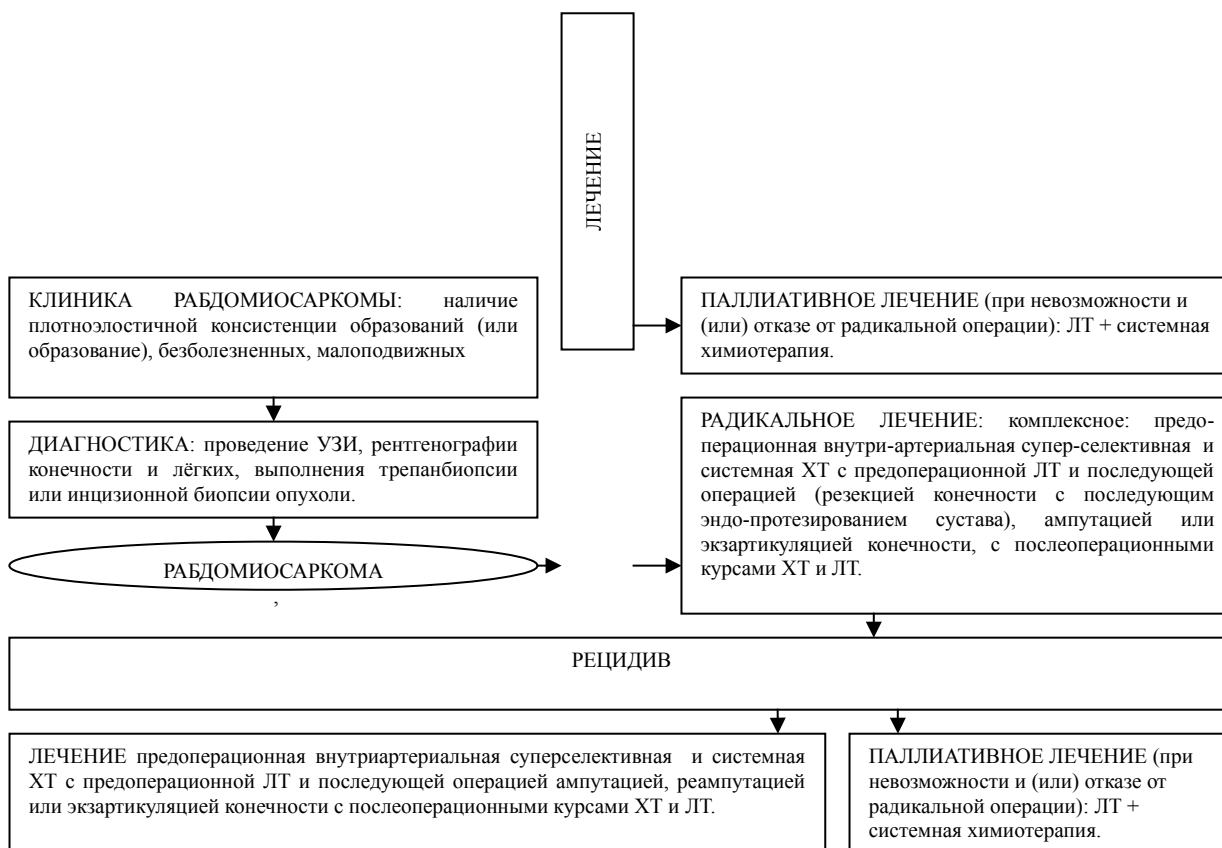 ЛЕЧЕНИЕ
КЛИНИКА РАБДОМИОСАРКОМЫ: наличие
плотноэлостичной консистенции образований (или
образование), безболезненных, малоподвижных
ПАЛЛИАТИВНОЕ ЛЕЧЕНИЕ (при невозможности и
(или) отказе от радикальной операции): ЛТ + системная
химиотерапия.
ДИАГНОСТИКА: проведение УЗИ, рентгенографии
конечности и лёгких, выполнения трепанбиопсии
или инцизионной биопсии опухоли.
РАДИКАЛЬНОЕ ЛЕЧЕНИЕ: комплексное: предо-
перационная внутри-артериальная супер-селективная и
системная ХТ с предоперационной ЛТ и последующей
операцией (резекцией конечности с последующим
эндо-протезированием сустава), ампутацией или
экзартикуляцией конечности, с послеоперационными
курсами ХТ и ЛТ.
РАБДОМИОСАРКОМА
,
РЕЦИДИВ
ЛЕЧЕНИЕ предоперационная внутриартериальная суперселективная и системная
ХТ с предоперационной ЛТ и последующей операцией ампутацией, реампутацией
или экзартикуляцией конечности с послеоперационными курсами ХТ и ЛТ.
ПАЛЛИАТИВНОЕ ЛЕЧЕНИЕ (при
невозможности и (или) отказе от
радикальной операции): ЛТ +
системная химиотерапия.